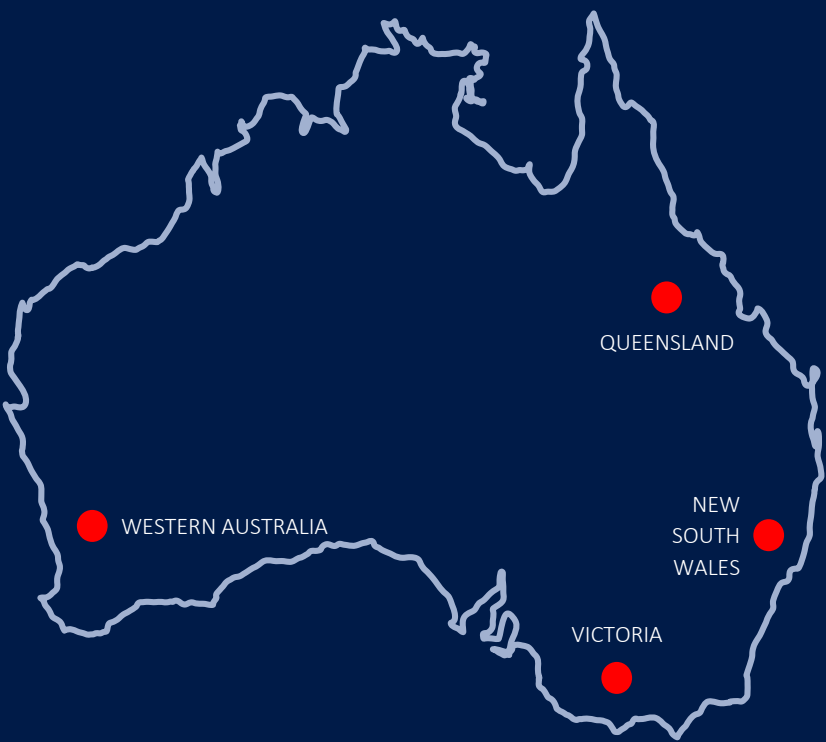 QUEENSLAND
NEW
SOUTH
WALES
WESTERN AUSTRALIA
VICTORIA